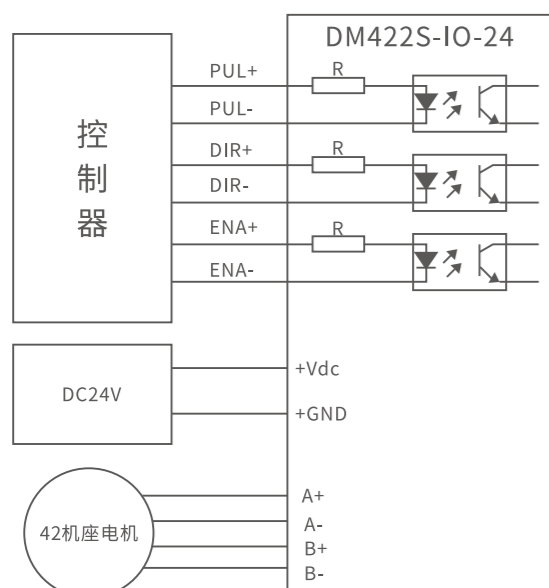 DM422S-IO-24
控制器
PUL+
R
PUL-
DIR+
R
DIR-
ENA+
R
ENA-
DC24V
+Vdc
+GND
42机座电机
A+
A-
B+
B-